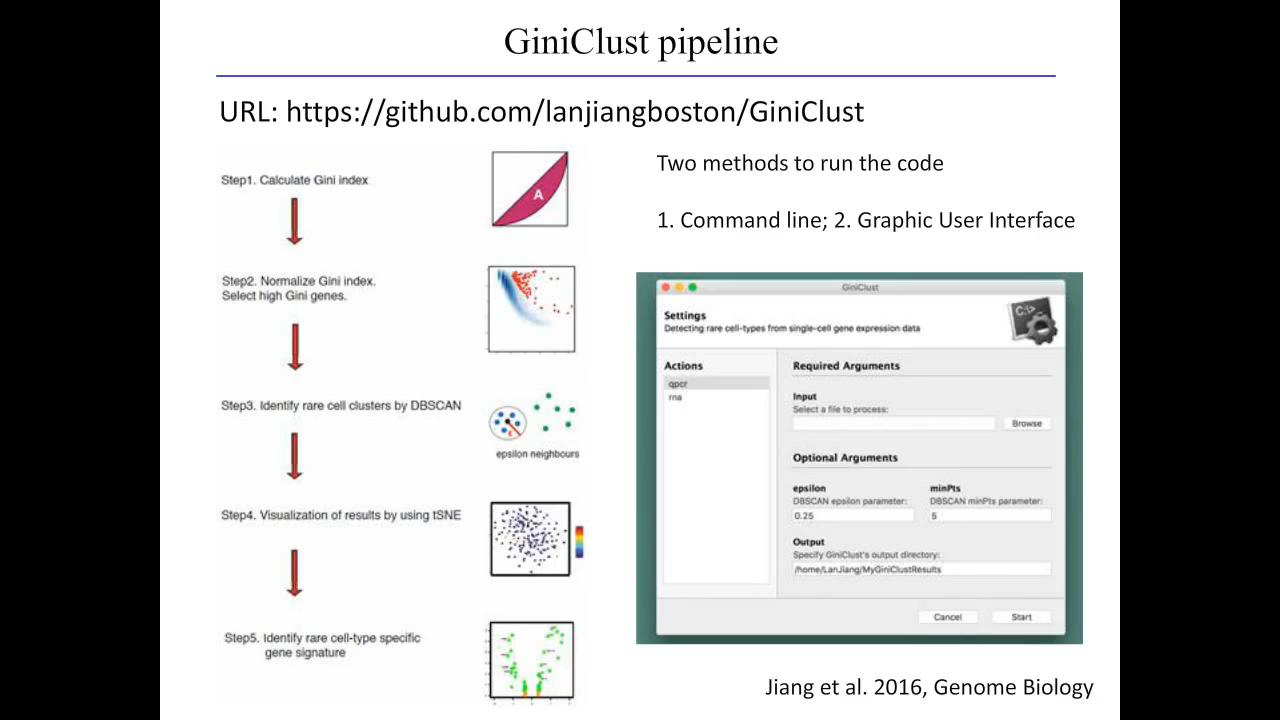 GiniClust pipeline
URL: https://github.com/lanjiangboston/GiniClust
Step1. Calculate Gini index
A
Step2. Normalize Gini index.
Select high Gini genes.
Step3. Identify rare cell clusters by DBSCAN
ε
epsilon neighbours
Step4. Visualization of results by using tSNE
Step5. Identify rare cell-type specific
gene signature
Two methods to run the code
1. Command line; 2. Graphic User Interface
GiniClust
Settings
Detecting rare cell-types from single-cell gene expression data
C:\>
Actions
qpcr
rna
Required Arguments
Input
Select a file to process:
Browse
Optional Arguments
epsilon
minPts
DBSCAN epsilon parameter:
DBSCAN minPts parameter:
0.25
5
Output
Specify GiniClust's output directory:
/home/LanJiang/MyGiniClustResults
Cancel
Start
Jiang et al. 2016, Genome Biology